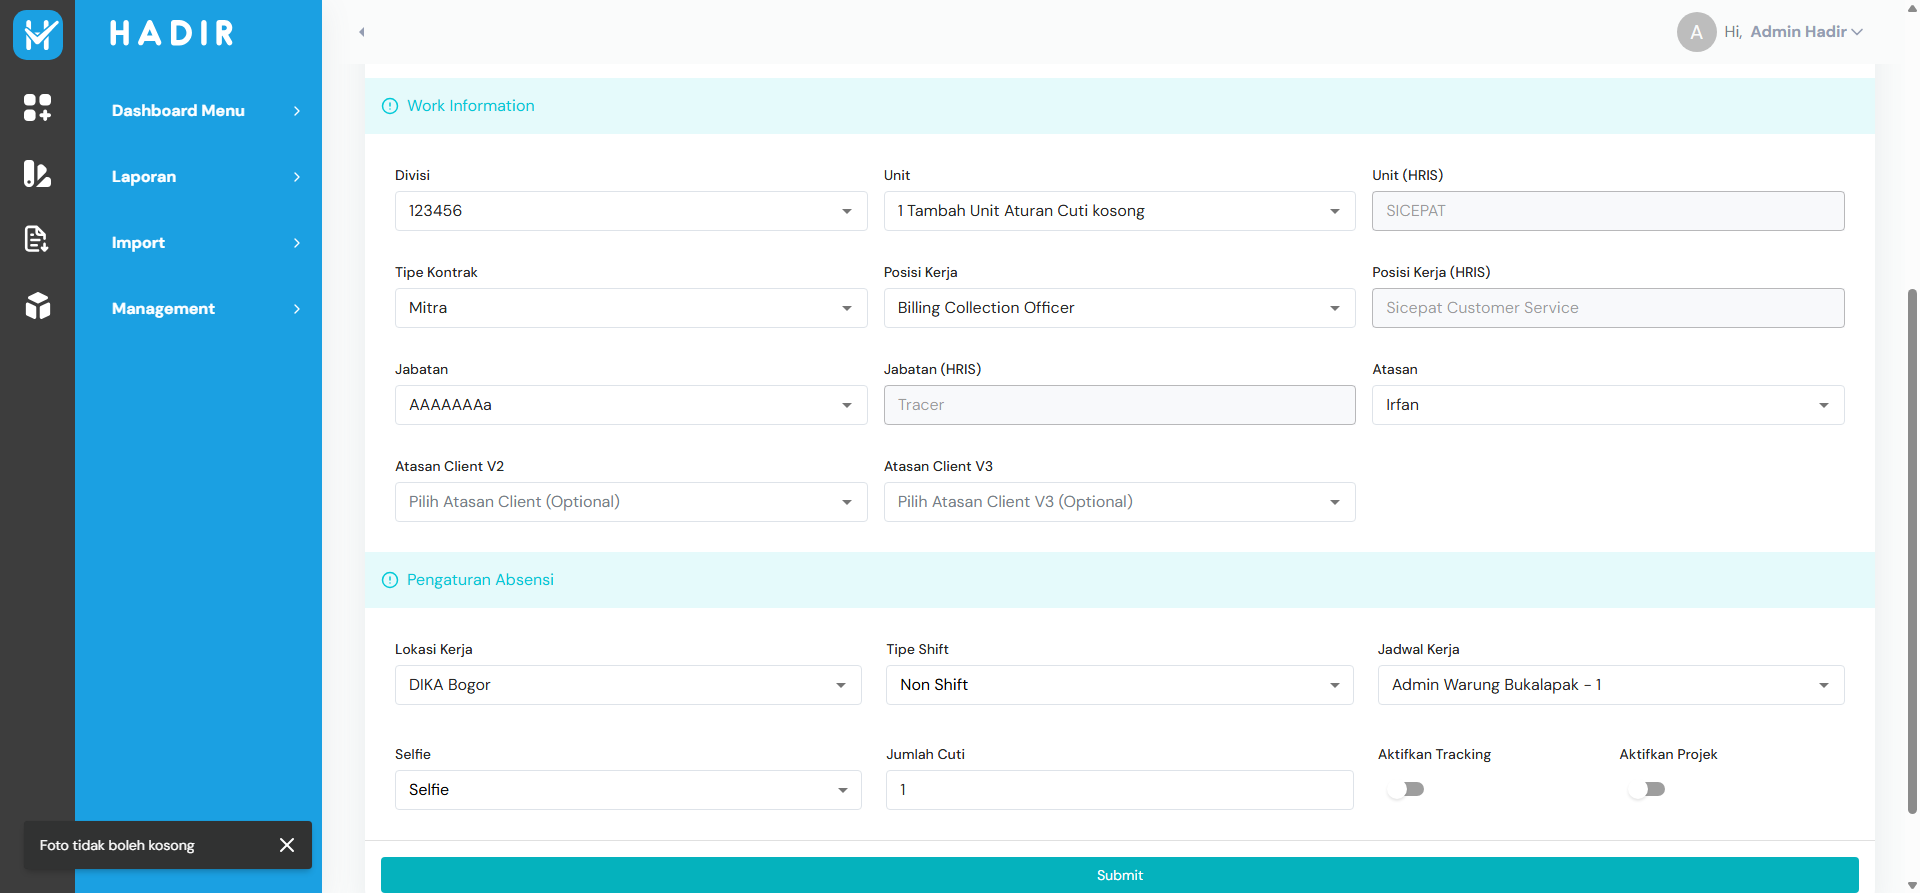 HADIR
Hi, Admin Hadir
A
Dashboard Menu
Laporan
Import
Management
Work Information
Divisi
Unit
Unit (HRIS)
123456
1 Tambah Unit Aturan Cuti kosong
SICEPAT
Tipe Kontrak
Posisi Kerja
Posisi Kerja (HRIS)
Mitra
Billing Collection Officer
Sicepat Customer Service
Jabatan
Jabatan (HRIS)
Atasan
AAAAAAAa
Tracer
Irfan
Atasan Client V2
Atasan Client V3
Pilih Atasan Client (Optional)
Pilih Atasan Client V3 (Optional)
Pengaturan Absensi
Lokasi Kerja
Tipe Shift
Jadwal Kerja
DIKA Bogor
Non Shift
Admin Warung Bukalapak - 1
Selfie
Jumlah Cuti
Aktifkan Tracking
Aktifkan Projek
Selfie
1
Foto tidak boleh kosong
Submit